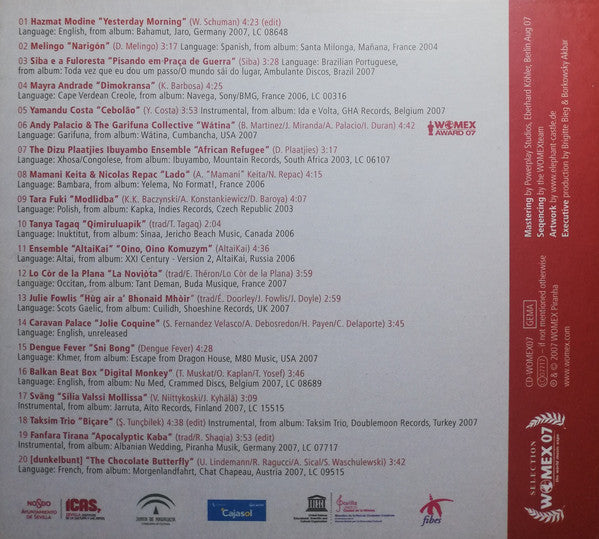 01 Hazmat Modine "Yesterday Morning" (W. Schuman) 4:23 (edit)
Language: English, from album: Bahamut, Jaro, Germany 2007, LC 08648
02 Melingo "Narigón" (D. Melingo) 3:17 Language: Spanish, from album: Santa Milonga, Mañana, France 2004
03 Siba e a Fuloresta "Pisando em Praça de Guerra" (Siba) 3:28 Language: Brazilian Portuguese,
from album: Toda vez que eu dou um passo/O mundo sái do lugar, Ambulante Discos, Brazil 2007
04 Mayra Andrade "Dimokransa" (K. Barbosa) 4:25
Language: Cape Verdean Creole, from album: Navega, Sony/BMG, France 2006, LC 00316
05 Yamandu Costa "Cebolão" (Y. Costa) 3:53 Instrumental, from album: Ida e Volta, GHA Records, Belgium 2007
06 Andy Palacio & The Garifuna Collective "Wátina" (B. Martinez/J. Miranda/A. Palacio/I. Duran) 4:42
Language: Garifuna, from album: Wátina, Cumbancha, USA 2007
WOMEX
AWARD 07
07 The Dizu Plaatjies Ibuyambo Ensemble "African Refugee" (D. Plaatjies) 3:17
Language: Xhosa/Congolese, from album: Ibuyambo, Mountain Records, South Africa 2003, LC 06107
08 Mamani Keita & Nicolas Repac "Lado" (A. "Mamani" Keita/N. Repac) 4:15
Language: Bambara, from album: Yelema, No Format!, France 2006
09 Tara Fuki "Modlidba" (K.K. Baczynski/A. Konstankiewicz/D. Baroya) 4:07
Language: Polish, from album: Kapka, Indies Records, Czech Republic 2003
10 Tanya Tagaq "Qimiruluapik" (trad/T. Tagaq) 2:04
Language: Inuktitut, from album: Sinaa, Jericho Beach Music, Canada 2006
11 Ensemble "AltaiKai" "Oino, Oino Komuzym" (AltaiKai) 4:36
Language: Altai, from album: XXI Century - Version 2, AltaiKai, Russia 2006
12 Lo Còr de la Plana "La Noviòta" (trad/E. Théron/Lo Còr de la Plana) 3:59
Language: Occitan, from album: Tant Deman, Buda Musique, France 2007
13 Julie Fowlis "Hùg air a' Bhonaid Mhòir" (trad/É. Doorley/J. Fowlis/J. Doyle) 2:59
Language: Scots Gaelic, from album: Cuilidh, Shoeshine Records, UK 2007
14 Caravan Palace "Jolie Coquine" (S. Fernandez Velasco/A. Debosredon/H. Payen/C. Delaporte) 3:45
Language: English, unreleased
15 Dengue Fever "Sni Bong" (Dengue Fever) 4:28
Language: Khmer, from album: Escape from Dragon House, M80 Music, USA 2007
16 Balkan Beat Box "Digital Monkey" (T. Muskat/O. Kaplan/T. Yosef) 3:46
Language: English, from album: Nu Med, Crammed Discs, Belgium 2007, LC 08689
17 Sväng "Silia Valssi Mollissa" (V. Niittykoski/J. Kyhälä) 3:09
Instrumental, from album: Jarruta, Aito Records, Finland 2007, LC 15515
18 Taksim Trio "Biçare" (Ş. Tunçbilek) 4:38 (edit) Instrumental, from album: Taksim Trio, Doublemoon Records, Turkey 2007
19 Fanfara Tirana "Apocalyptic Kaba" (trad/R. Shaqia) 3:53 (edit)
Instrumental, from album: Albanian Wedding, Piranha Musik, Germany 2007, LC 07717
20 [dunkelbunt] "The Chocolate Butterfly" (U. Lindemann/R. Ragucci/A. Sical/S. Waschulewski) 3:42
Language: French, from album: Morgenlandfahrt, Chat Chapeau, Austria 2007, LC 09515
NO&DO
AYUNTAMIENTO
DE SEVILLA
ICAS,
JUNTA DE ANDALUCIA
Cajasol
Sevilla
fibes
Mastering by Powerplay Studios, Eberhard Köhler, Berlin Aug 07
Seqencing by the WOMEXteam
Artwork by www.elephant-castle.de
Executive production by Brigitte Bieg & Borkowsky Akbar
CD-WOMEX07 GEMA
LC 07717 – if not mentioned otherwise
℗ & © 2007 WOMEX Piranha
www.womex.com
SELECTION
WOMEX 07